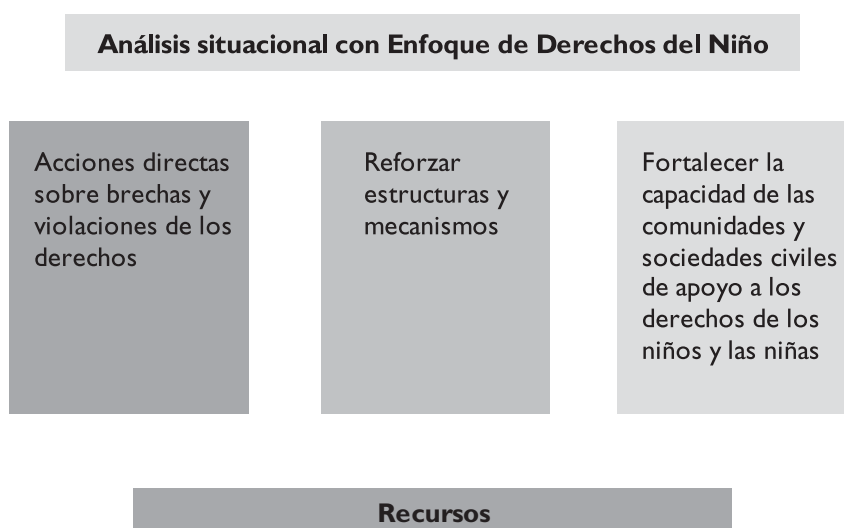 Análisis situacional con Enfoque de Derechos del Niño
Acciones directas
sobre brechas y
violaciones de los
derechos
Reforzar
estructuras y
mecanismos
Fortalecer la
capacidad de las
comunidades y
sociedades civiles
de apoyo a los
derechos de los
niños y las niñas
Recursos